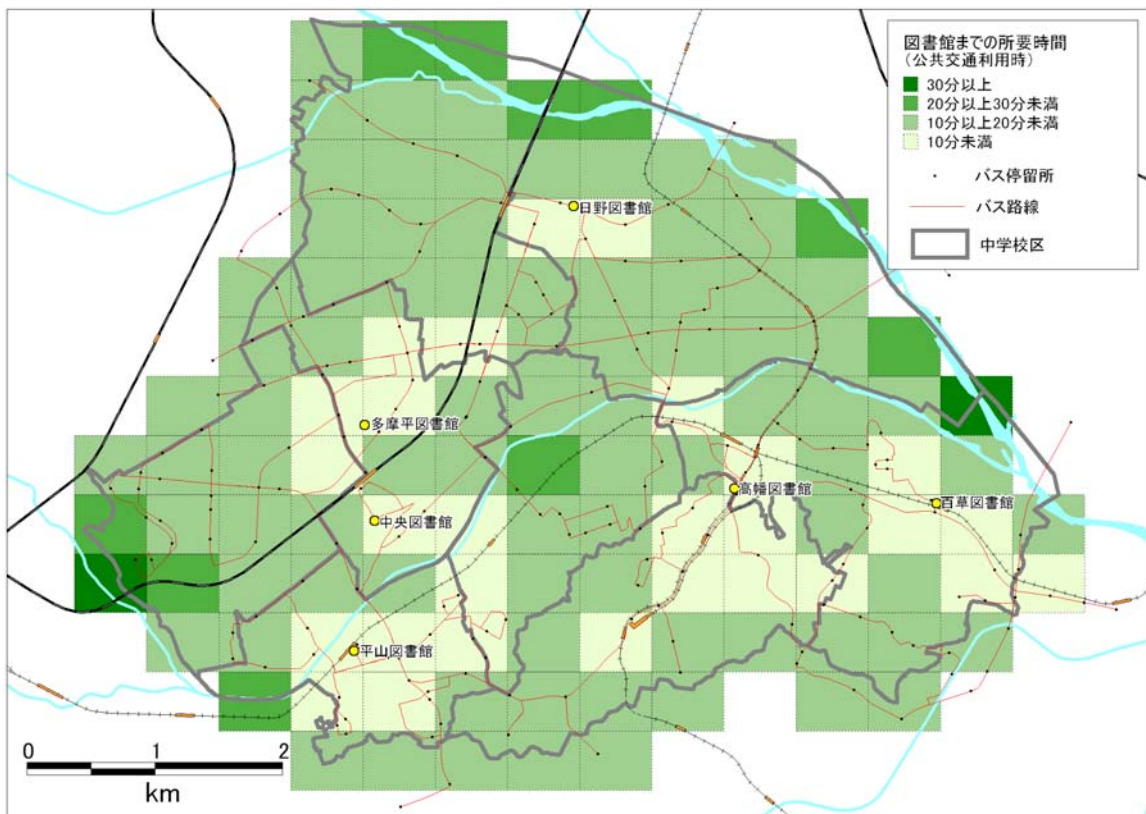 図書館までの所要時間
(公共交通利用時)
30分以上
20分以上30分未満
10分以上20分未満
10分未満
バス停留所
バス路線
中学校区
日野図書館
多摩平図書館
高幡図書館
百草図書館
中央図書館
平山図書館
0 1 2
km